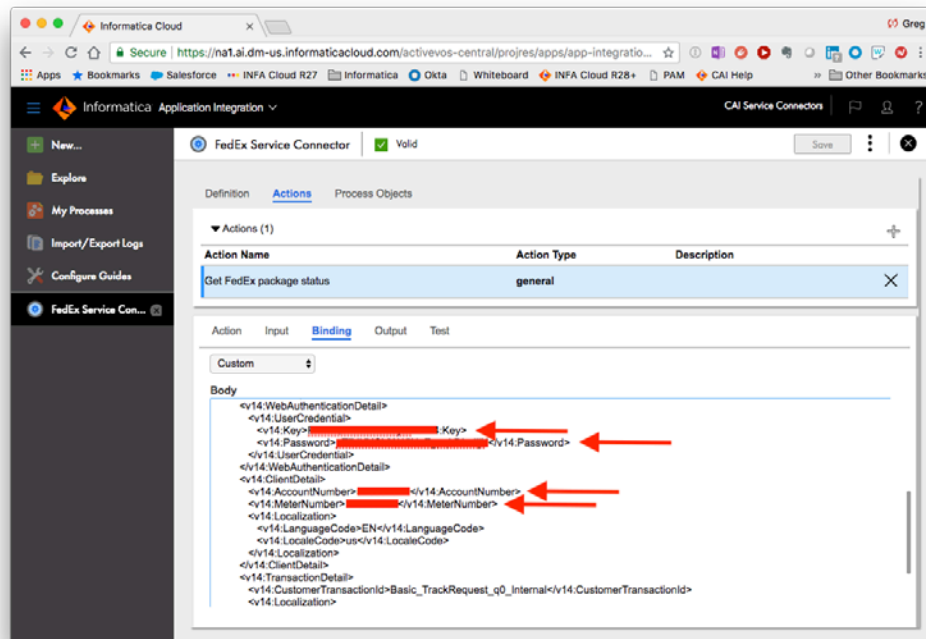 Informatica Cloud
Greg
Secure | https://na1.ai.dm-us.informaticacloud.com/activevos-central/projres/apps/app-integratio...
Apps Bookmarks Salesforce INFA Cloud R27 Informatica Okta Whiteboard INFA Cloud R28+ PAM CAI Help » Other Bookmarks
Informatica Application Integration CAI Service Connectors ?
New... FedEx Service Connector Valid Save
Explore
Definition Actions Process Objects
My Processes
Actions (1)
Import/Export Logs
Action Name Action Type Description
Configure Guides
Get FedEx package status general
FedEx Service Con...
Action Input Binding Output Test
Custom
Body
<v14:WebAuthenticationDetail>
<v14:UserCredential>
<v14:Key> :Key>
<v14:Password> </v14:Password>
</v14:UserCredential>
</v14:WebAuthenticationDetail>
<v14:ClientDetail>
<v14:AccountNumber> </v14:AccountNumber>
<v14:MeterNumber> </v14:MeterNumber>
<v14:Localization>
<v14:LanguageCode>EN</v14:LanguageCode>
<v14:LocaleCode>us</v14:LocaleCode>
</v14:Localization>
</v14:ClientDetail>
<v14:TransactionDetail>
<v14:CustomerTransactionId>Basic_TrackRequest_q0_Internal</v14:CustomerTransactionId>
<v14:Localization>